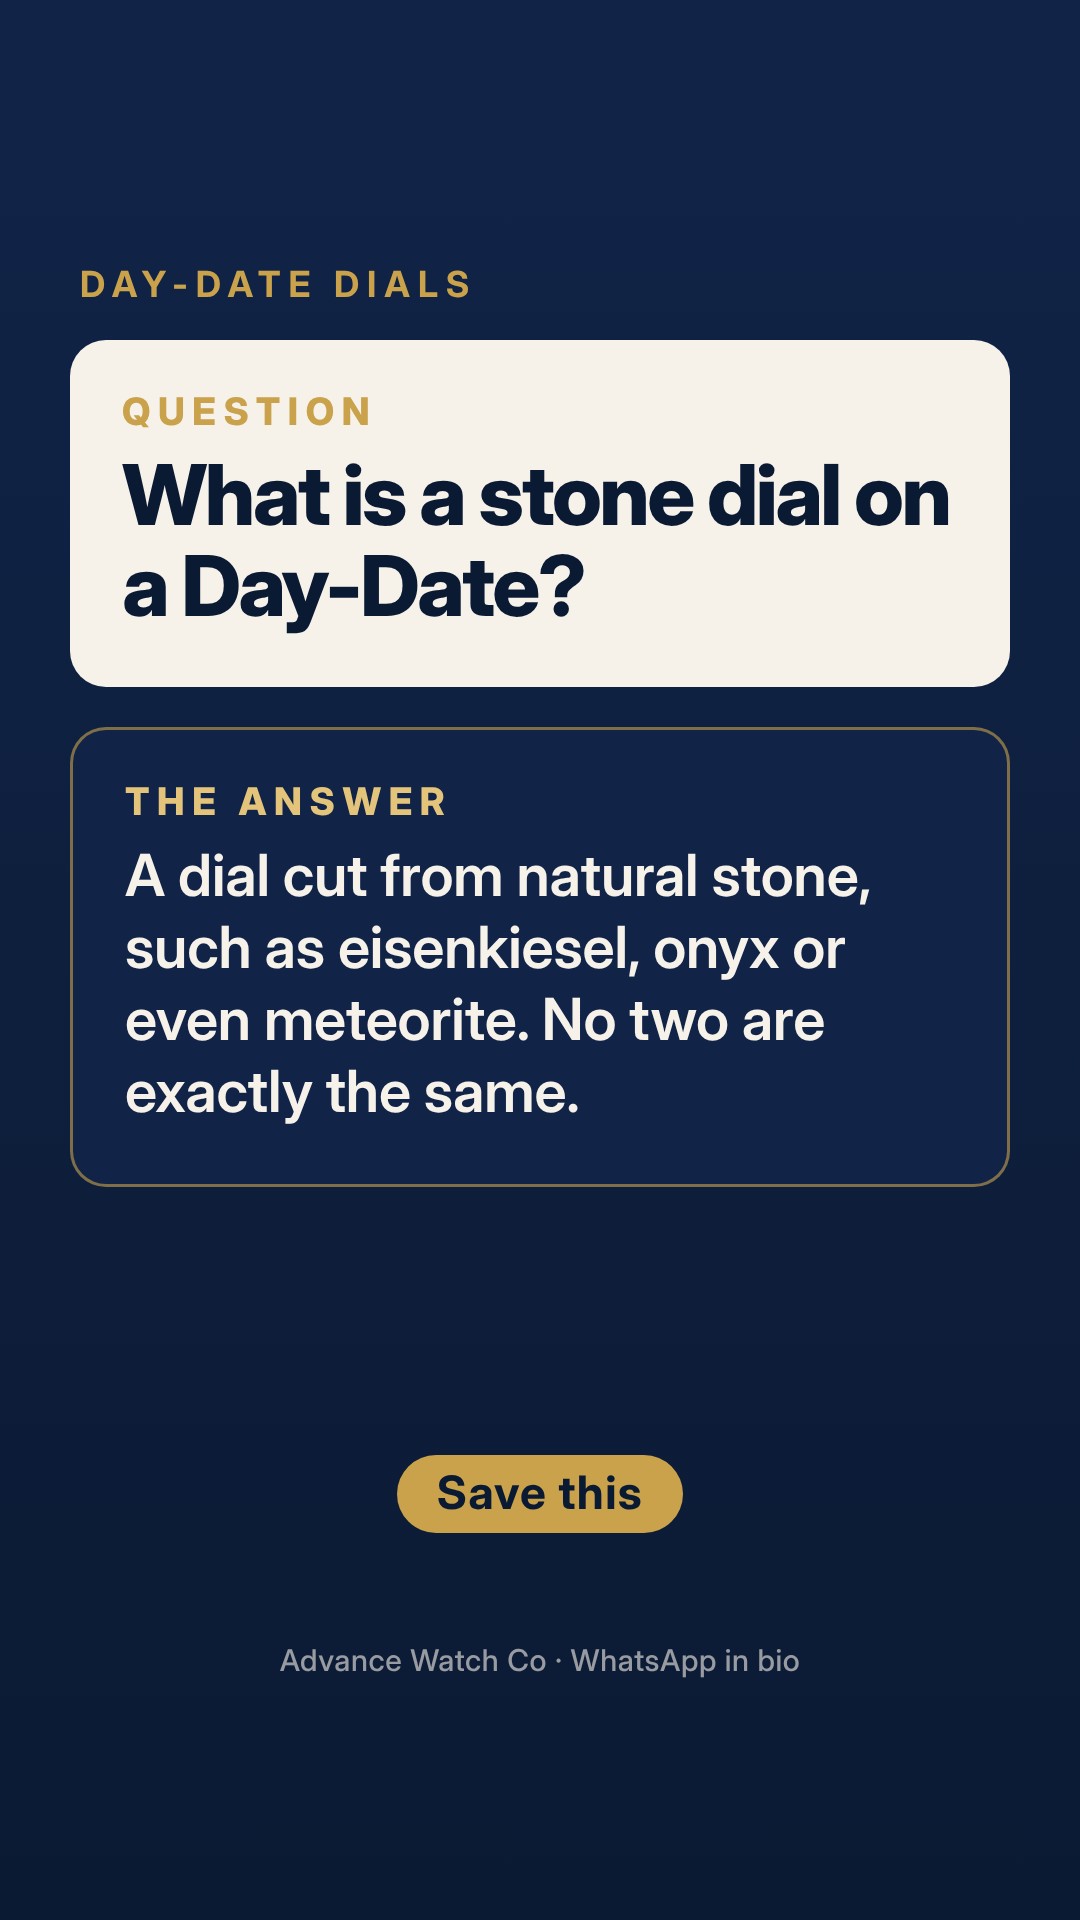 DAY-DATE DIALS
QUESTION
What is a stone dial on
a Day-Date?
THE ANSWER
A dial cut from natural stone,
such as eisenkiesel, onyx or
even meteorite. No two are
exactly the same.
Save this
Advance Watch Co · WhatsApp in bio